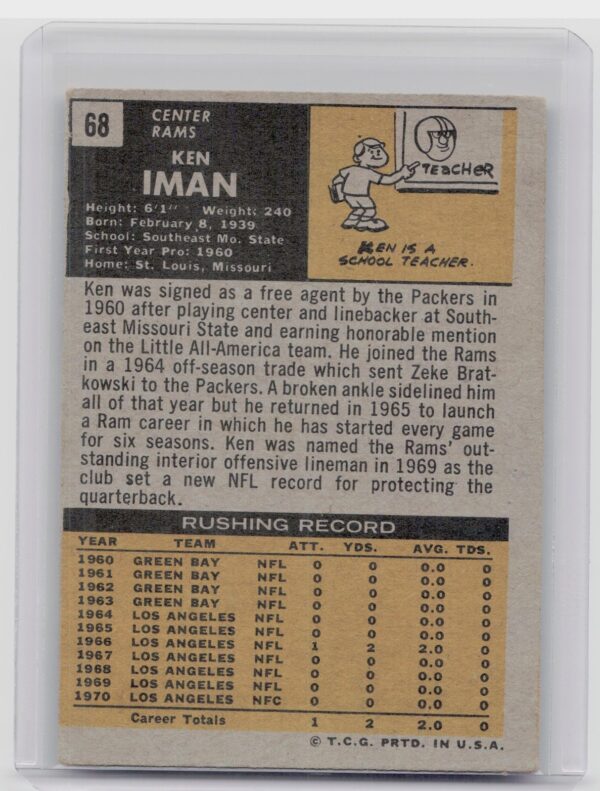 68
CENTER
RAMS
KEN
IMAN
Height: 6'1" Weight: 240
Born: February 8, 1939
School: Southeast Mo. State
First Year Pro: 1960
Home: St. Louis, Missouri
TEACHER
KEN IS A
SCHOOL TEACHER.
Ken was signed as a free agent by the Packers in
1960 after playing center and linebacker at South-
east Missouri State and earning honorable mention
on the Little All-America team. He joined the Rams
in a 1964 off-season trade which sent Zeke Brat-
kowski to the Packers. A broken ankle sidelined him
all of that year but he returned in 1965 to launch
a Ram career in which he has started every game
for six seasons. Ken was named the Rams' out-
standing interior offensive lineman in 1969 as the
club set a new NFL record for protecting the
quarterback.
RUSHING RECORD
YEAR TEAM ATT. YDS. AVG. TDS.
1960 GREEN BAY NFL 0 0 0.0 0
1961 GREEN BAY NFL 0 0 0.0 0
1962 GREEN BAY NFL 0 0 0.0 0
1963 GREEN BAY NFL 0 0 0.0 0
1964 LOS ANGELES NFL 0 0 0.0 0
1965 LOS ANGELES NFL 0 0 0.0 0
1966 LOS ANGELES NFL 1 2 2.0 0
1967 LOS ANGELES NFL 0 0 0.0 0
1968 LOS ANGELES NFL 0 0 0.0 0
1969 LOS ANGELES NFL 0 0 0.0 0
1970 LOS ANGELES NFC 0 0 0.0 0
Career Totals 1 2 2.0 0
© T.C.G. PRTD. IN U.S.A.